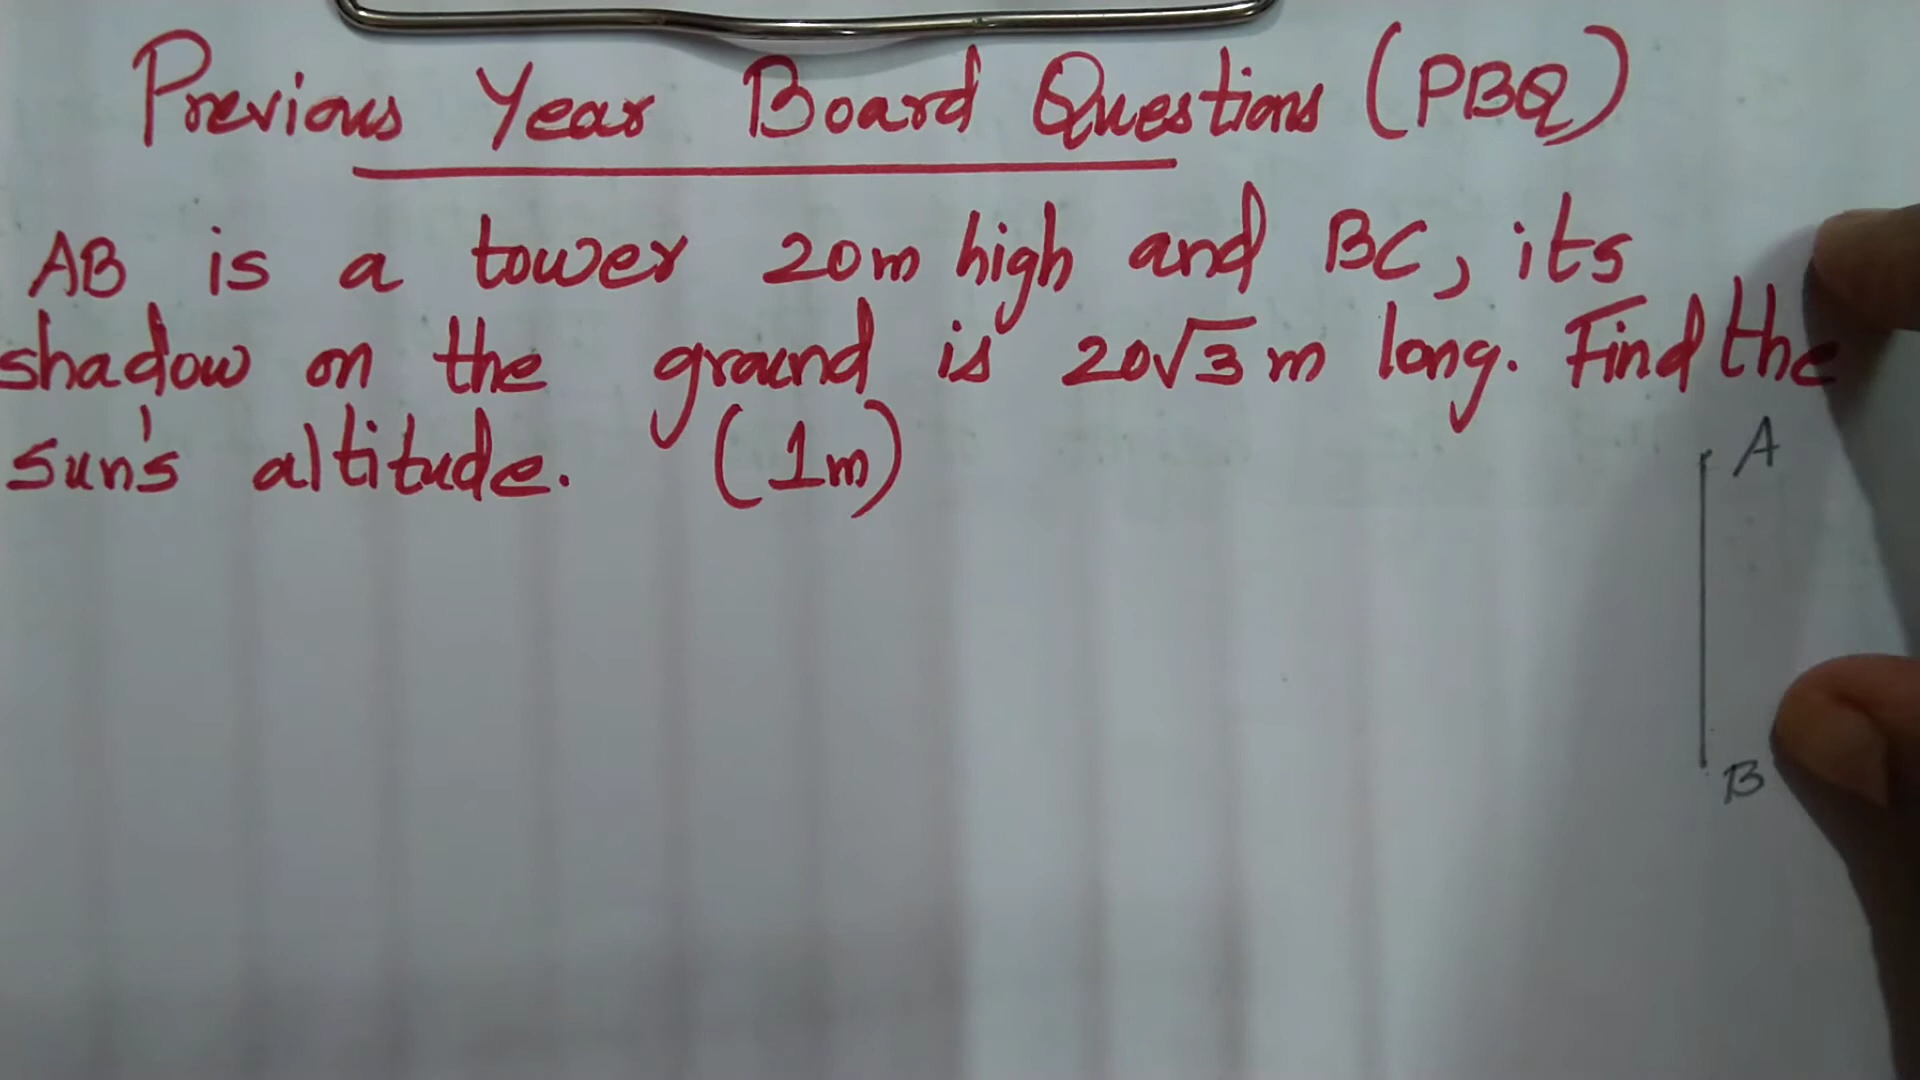 Previous Year Board Questions (PBQ)
AB is a tower 20m high and BC, its
shadow on the ground is 20√3 m long. Find the
sun's altitude. (1m)
A
B